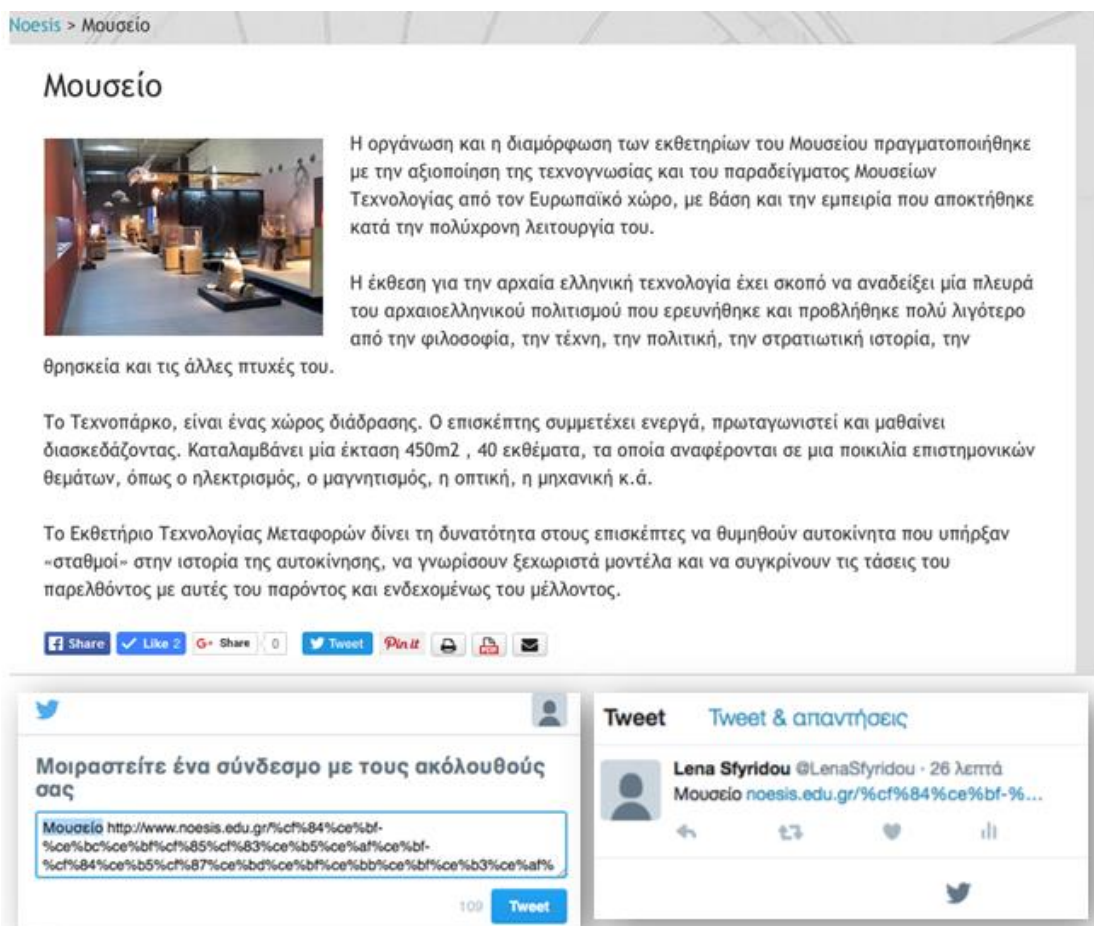 Noesis > Μουσείο
Μουσείο
Η οργάνωση και η διαμόρφωση των εκθετηρίων του Μουσείου πραγματοποιήθηκε
με την αξιοποίηση της τεχνογνωσίας και του παραδείγματος Μουσείων
Τεχνολογίας από τον Ευρωπαϊκό χώρο, με βάση και την εμπειρία που αποκτήθηκε
κατά την πολύχρονη λειτουργία του.
Η έκθεση για την αρχαία ελληνική τεχνολογία έχει σκοπό να αναδείξει μία πλευρά
του αρχαιοελληνικού πολιτισμού που ερευνήθηκε και προβλήθηκε πολύ λιγότερο
από την φιλοσοφία, την τέχνη, την πολιτική, την στρατιωτική ιστορία, την
θρησκεία και τις άλλες πτυχές του.
Το Τεχνοπάρκο, είναι ένας χώρος διάδρασης. Ο επισκέπτης συμμετέχει ενεργά, πρωταγωνιστεί και μαθαίνει
διασκεδάζοντας. Καταλαμβάνει μία έκταση 450m2 , 40 εκθέματα, τα οποία αναφέρονται σε μια ποικιλία επιστημονικών
θεμάτων, όπως ο ηλεκτρισμός, ο μαγνητισμός, η οπτική, η μηχανική κ.ά.
Το Εκθετήριο Τεχνολογίας Μεταφορών δίνει τη δυνατότητα στους επισκέπτες να θυμηθούν αυτοκίνητα που υπήρξαν
«σταθμοί» στην ιστορία της αυτοκίνησης, να γνωρίσουν ξεχωριστά μοντέλα και να συγκρίνουν τις τάσεις του
παρελθόντος με αυτές του παρόντος και ενδεχομένως του μέλλοντος.
Share Like 2 G+ Share 0 Tweet Pin it PDF
Μοιραστείτε ένα σύνδεσμο με τους ακόλουθούς
σας
Μουσείο http://www.noesis.edu.gr/%cf%84%ce%bf-
%ce%bc%ce%bf%cf%85%cf%83%ce%b5%ce%af%ce%bf-
%cf%84%ce%b5%cf%87%ce%bd%ce%bf%ce%bb%ce%bf%ce%b3%ce%af%
109 Tweet
Tweet Tweet & απαντήσεις
Lena Sfyridou @LenaSfyridou · 26 λεπτά
Μουσείο noesis.edu.gr/%cf%84%ce%bf-%...